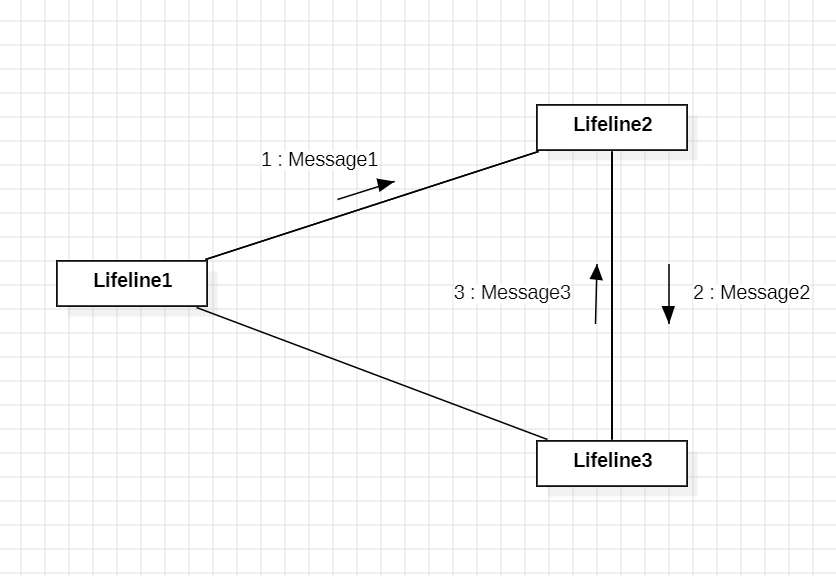 Lifeline2
1 : Message1
Lifeline1
3 : Message3
2 : Message2
Lifeline3